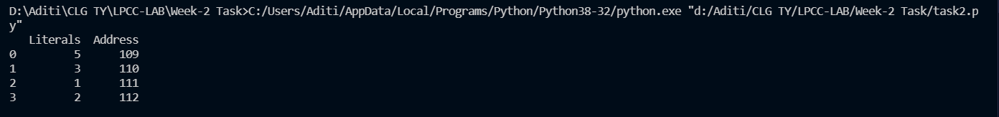 D:\Aditi\CLG TY\LPCC-LAB\Week-2 Task>C:/Users/Aditi/AppData/Local/Programs/Python/Python38-32/python.exe "d:/Aditi/CLG TY/LPCC-LAB/Week-2 Task/task2.p
y"
   Literals  Address
0         5      109
1         3      110
2         1      111
3         2      112